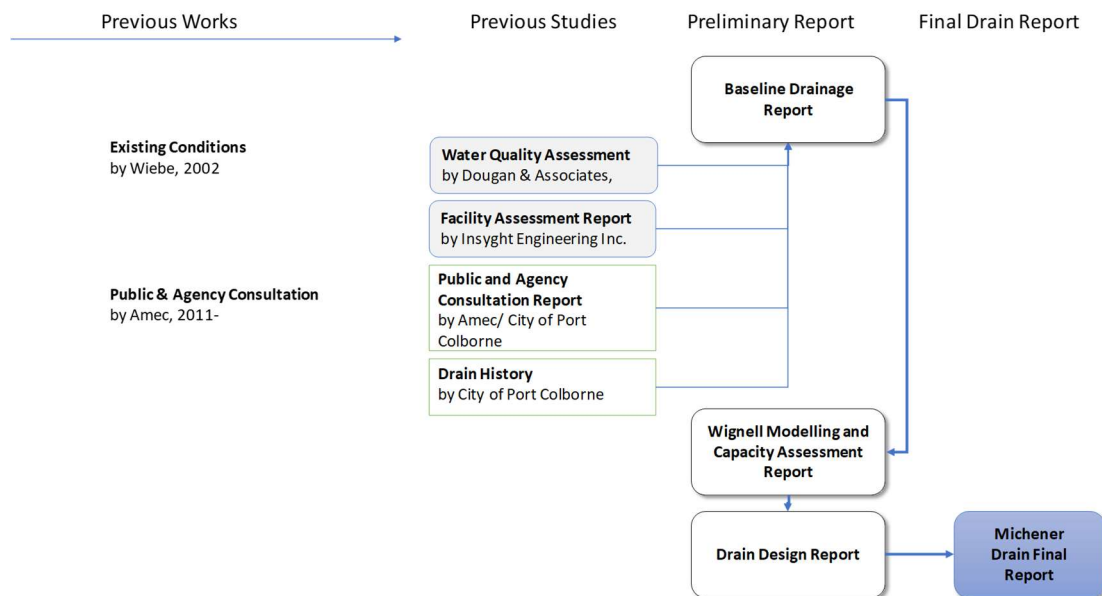 Previous Works
Previous Studies
Preliminary Report
Final Drain Report
Baseline Drainage
Report
Existing Conditions
by Wiebe, 2002
Water Quality Assessment
by Dougan & Associates,
Facility Assessment Report
by Insyght Engineering Inc.
Public & Agency Consultation
by Amec, 2011-
Public and Agency
Consultation Report
by Amec/ City of Port
Colborne
Drain History
by City of Port Colborne
Wignell Modelling and
Capacity Assessment
Report
Drain Design Report
Michener
Drain Final
Report